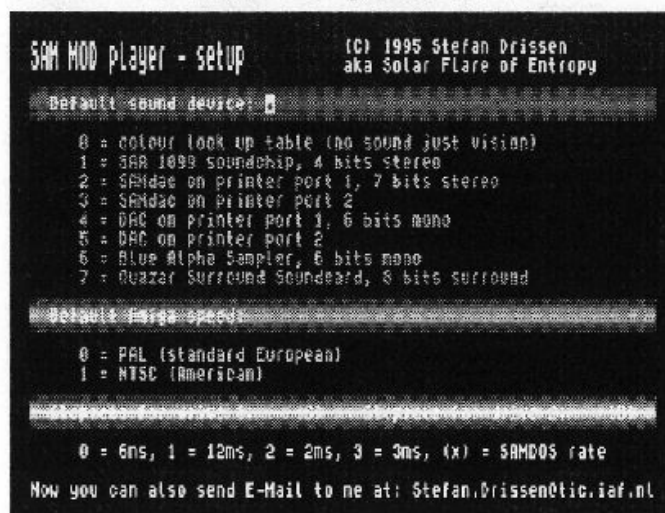 SAM MOD player - setup
(C) 1995 Stefan Drissen
aka Solar Flare of Entropy
Default sound device:
0 = colour look up table (no sound just vision)
1 = SAA 1099 soundchip, 4 bits stereo
2 = SAMdac on printer port 1, 7 bits stereo
3 = SAMdac on printer port 2
4 = DAC on printer port 1, 6 bits mono
5 = DAC on printer port 2
6 = Blue Alpha Sampler, 6 bits mono
7 = Quazar Surround Soundcard, 8 bits surround
Default Amiga speed:
0 = PAL (standard European)
1 = NTSC (American)
0 = 6ms, 1 = 12ms, 2 = 2ms, 3 = 3ms, (x) = SAMDOS rate
Now you can also send E-Mail to me at: Stefan.Drissen@tic.iaf.nl